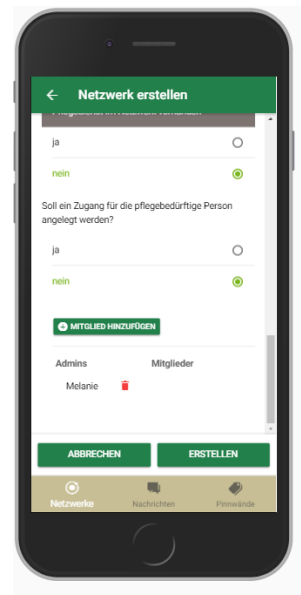 Netzwerk erstellen
ja
nein
Soll ein Zugang für die pflegebedürftige Person
angelegt werden?
ja
nein
MITGLIED HINZUFÜGEN
Admins Mitglieder
Melanie
ABBRECHEN ERSTELLEN
Netzwerke Nachrichten Pinnwände